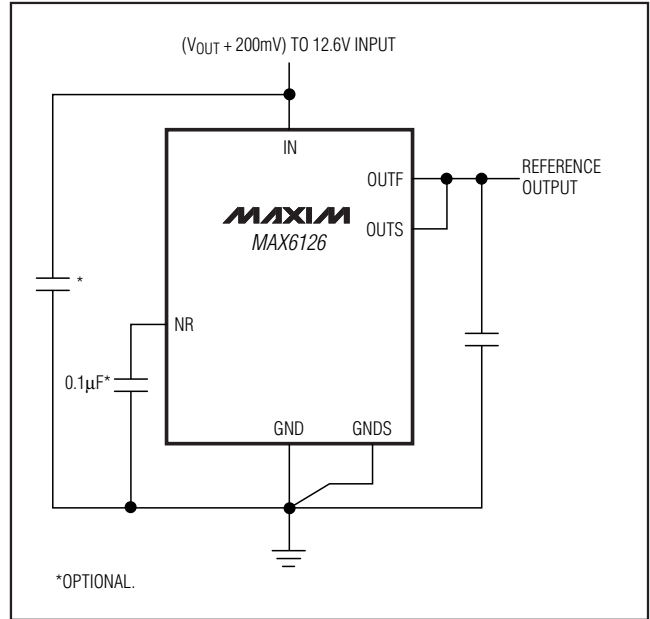 (VOUT + 200mV) TO 12.6V INPUT
IN
OUTF
REFERENCE
OUTPUT
OUTS
MAXIM
MAX6126
*
NR
0.1µF*
GND
GNDS
*OPTIONAL.